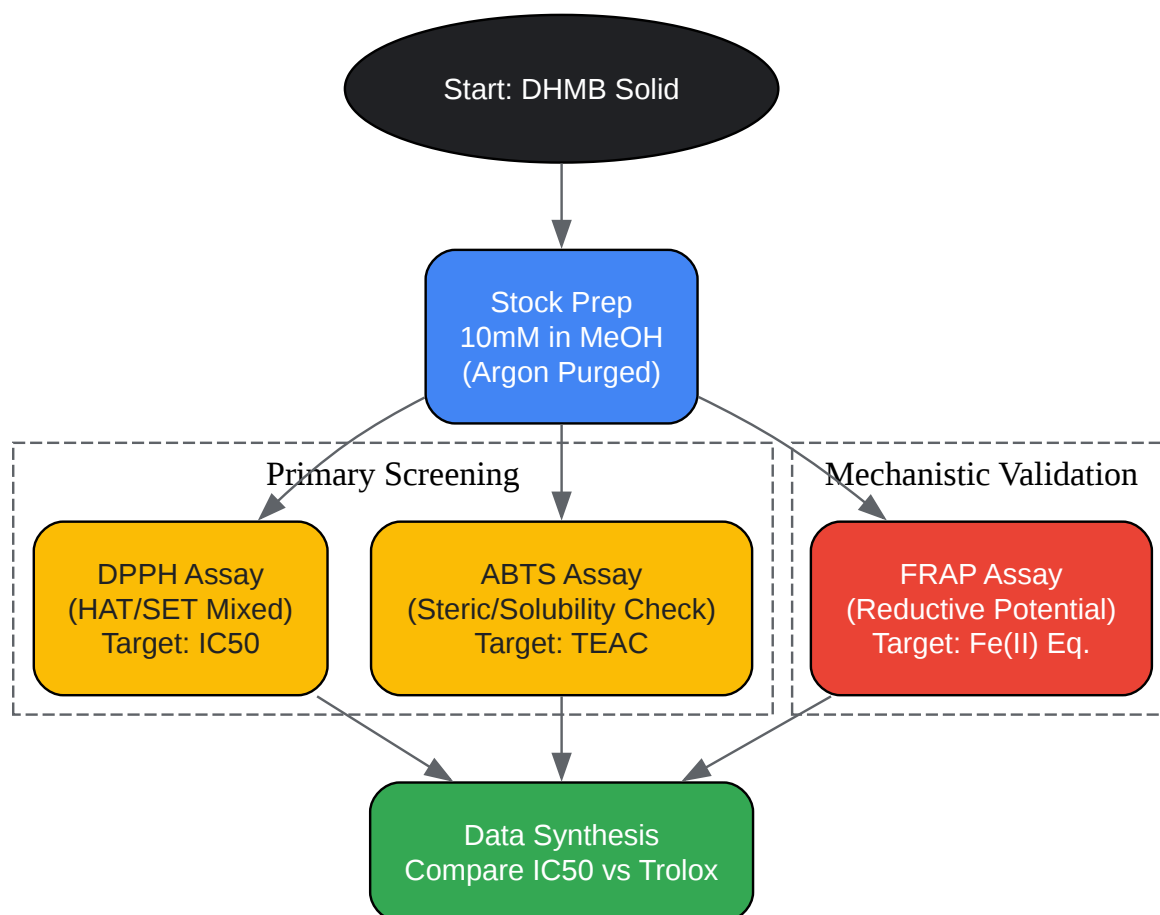 Start: DHMB Solid
Stock Prep
10mM in MeOH
(Argon Purged)
Primary Screening
Mechanistic Validation
DPPH Assay
(HAT/SET Mixed)
Target: IC50
ABTS Assay
(Steric/Solubility Check)
Target: TEAC
FRAP Assay
(Reductive Potential)
Target: Fe(II) Eq.
Data Synthesis
Compare IC50 vs Trolox